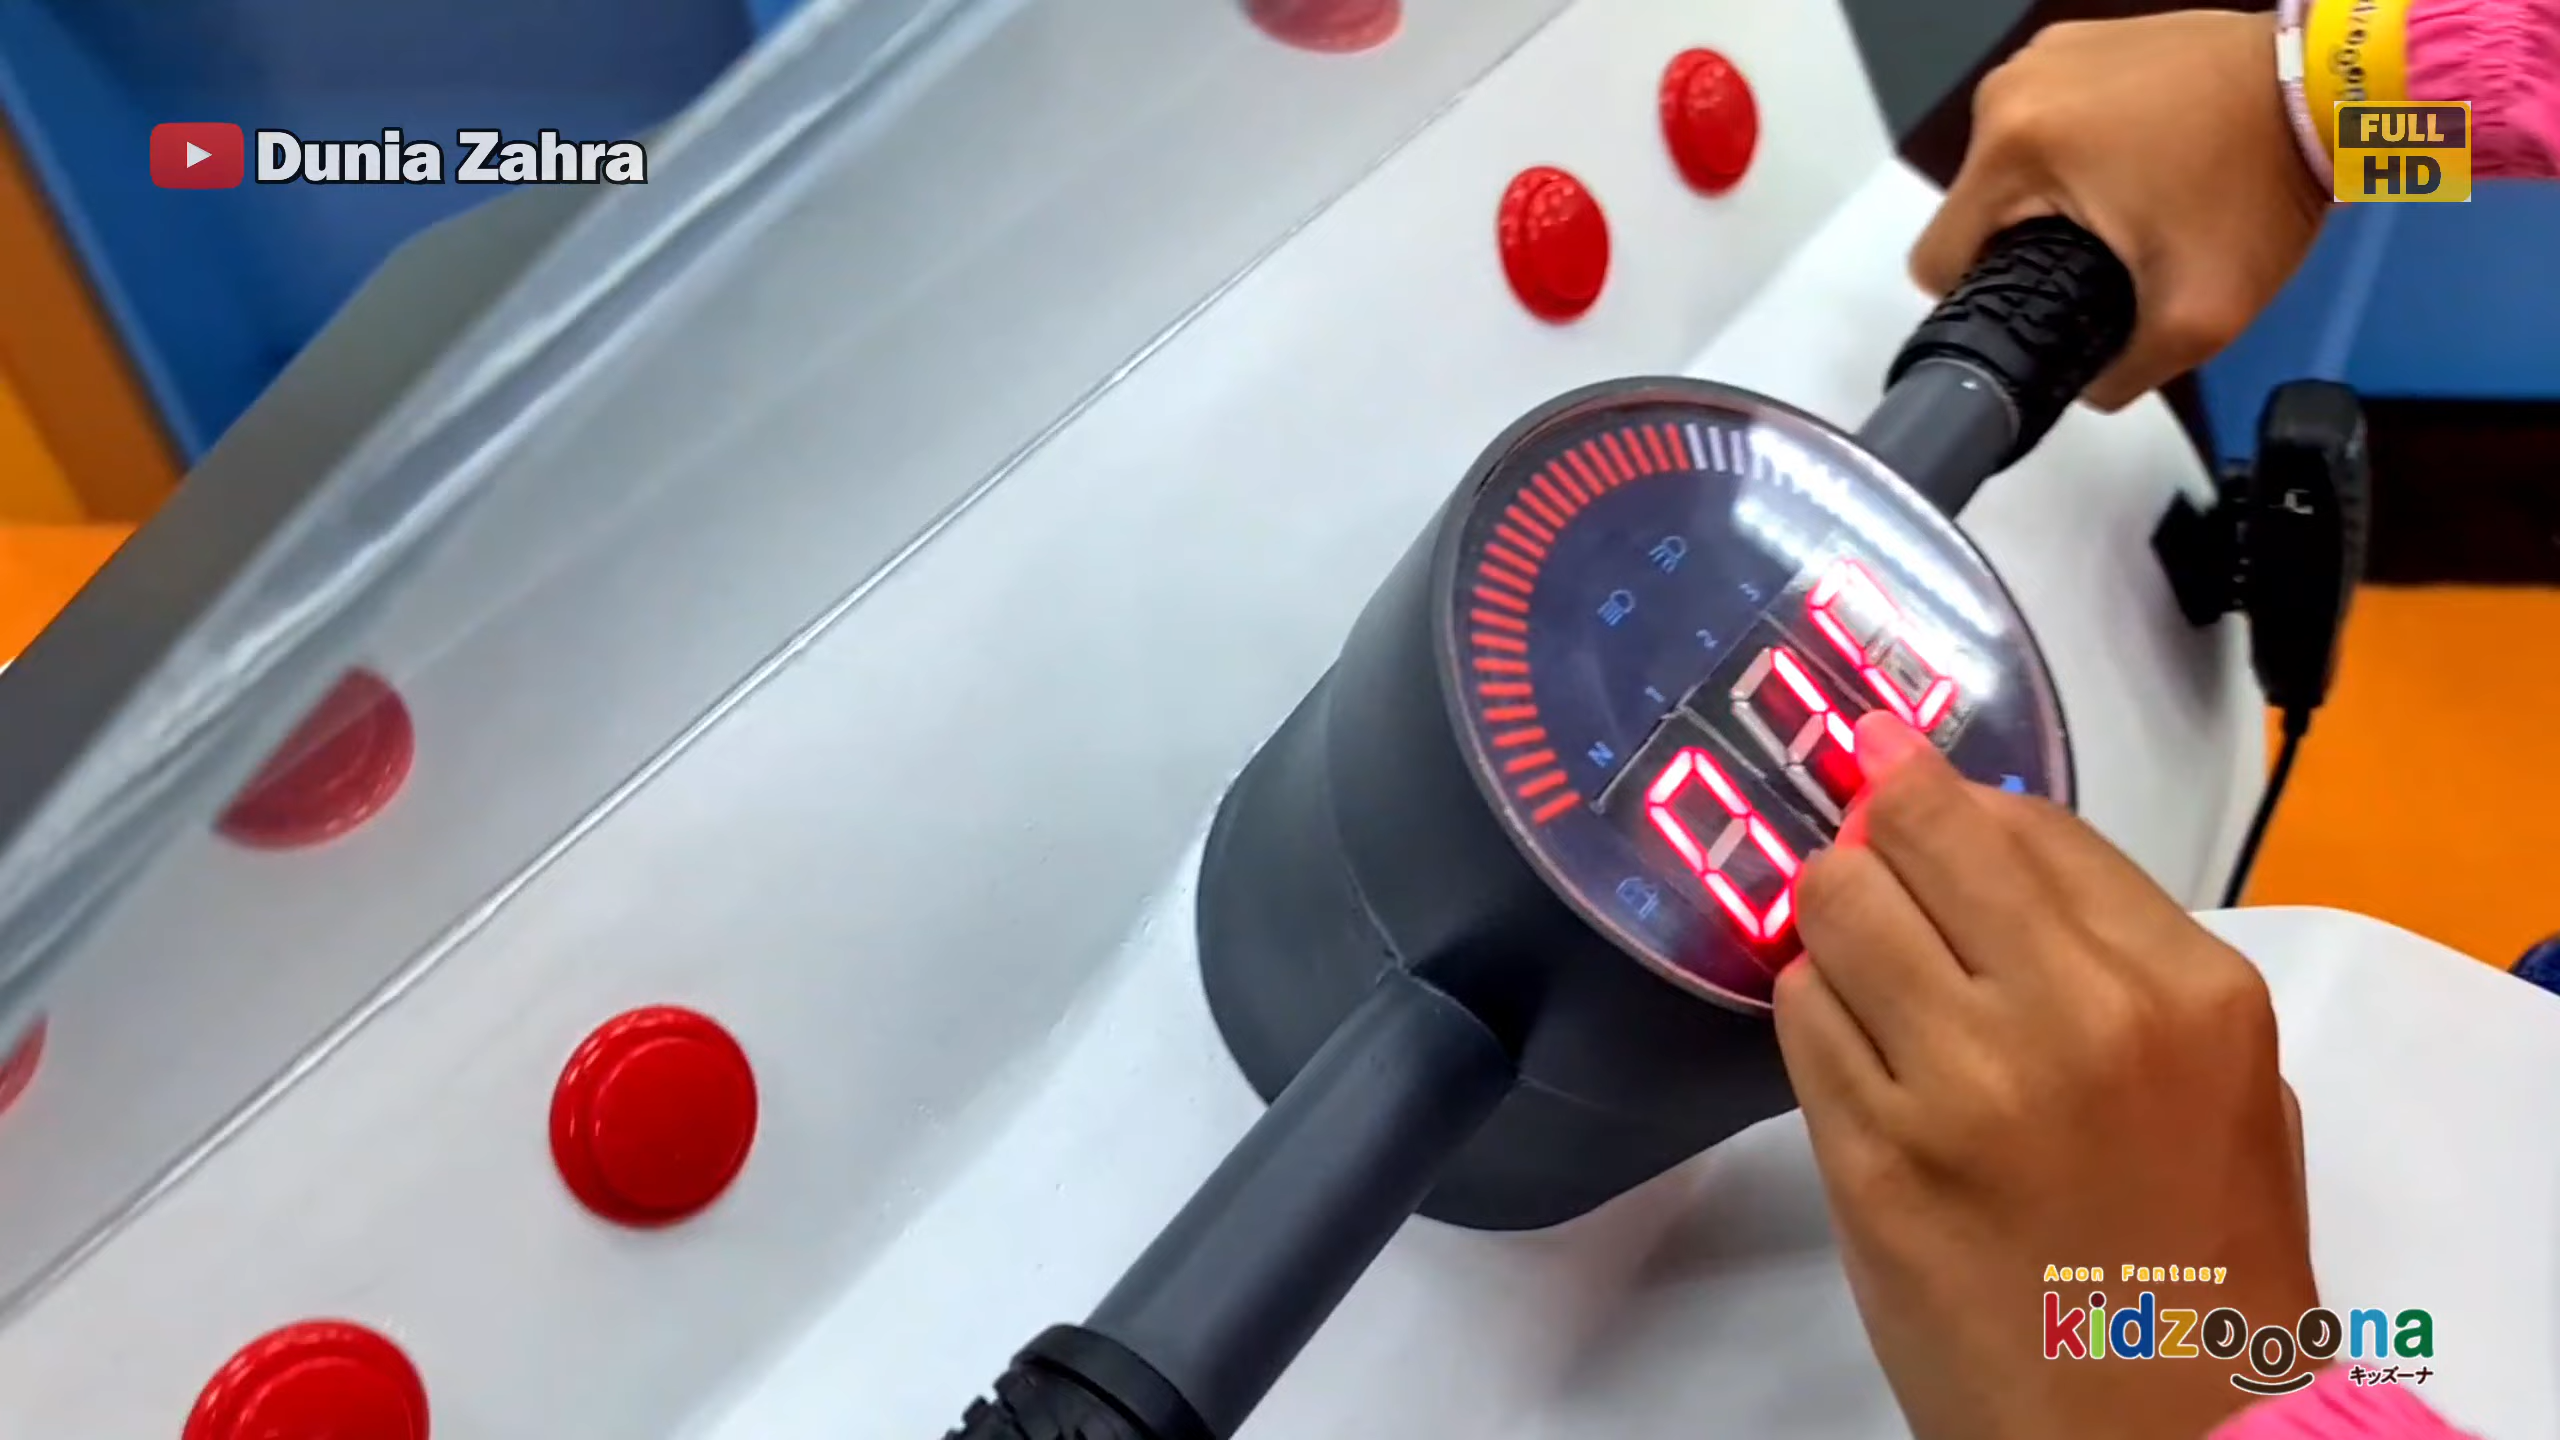 Dunia Zahra
FULL
HD
3
2
1
N
Aeon Fantasy
kidzooona
キッズーナ